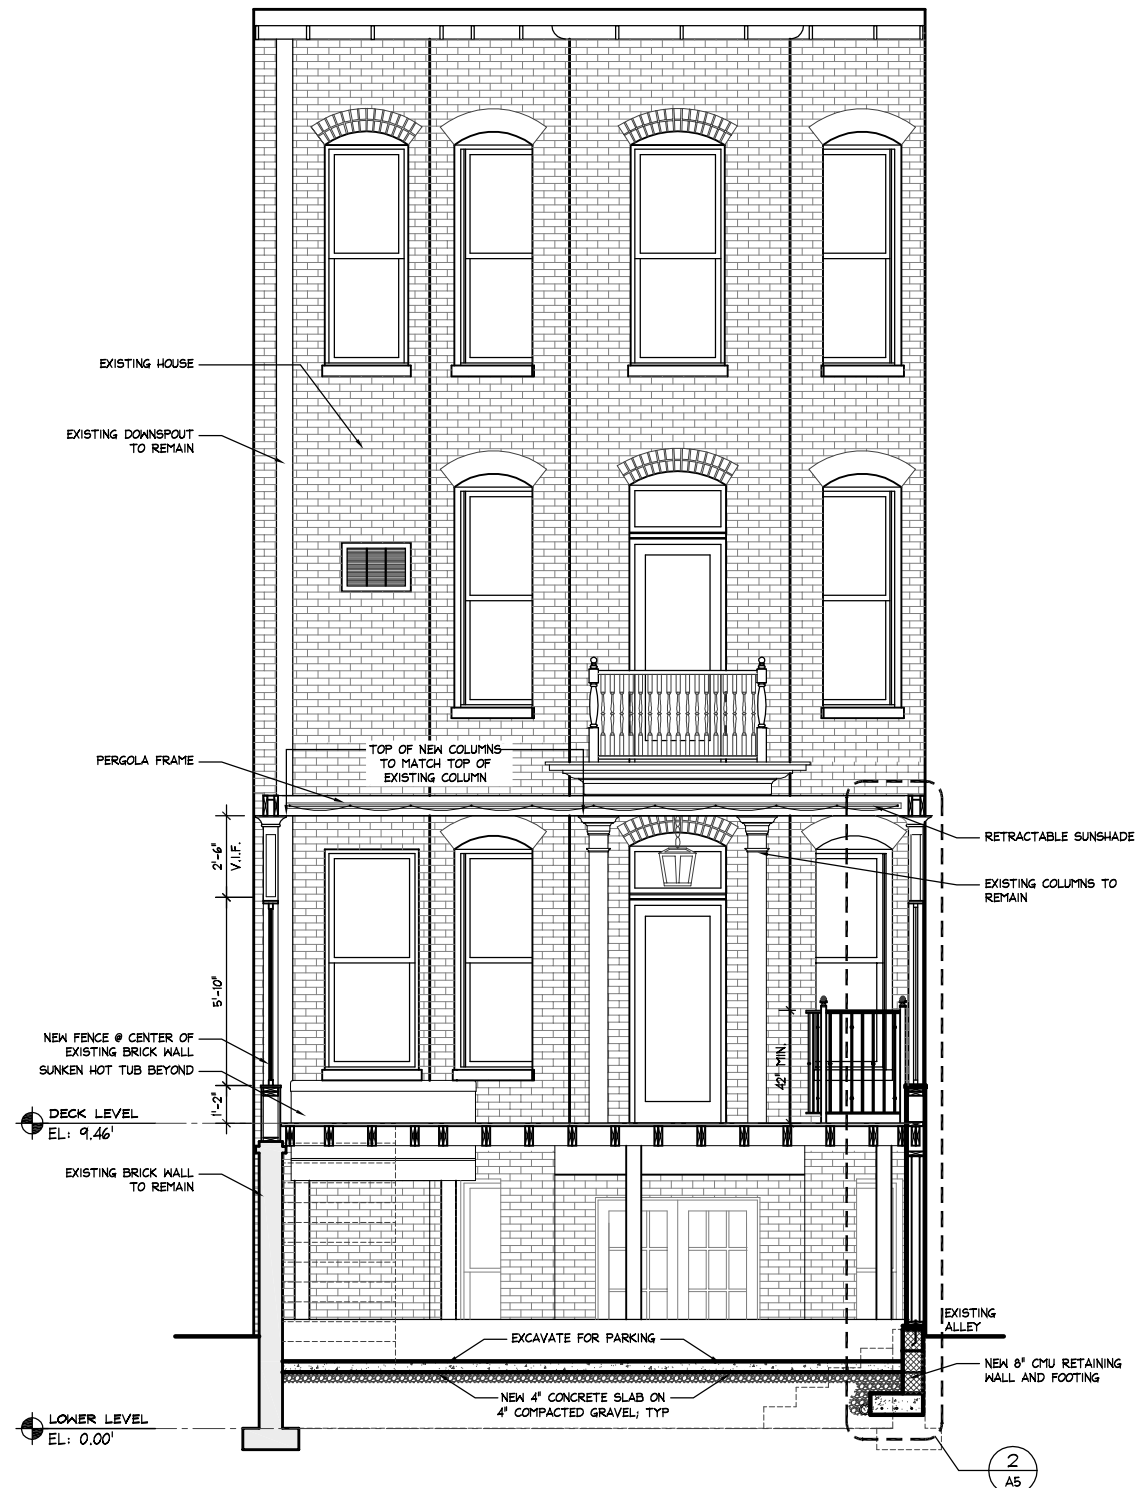 EXISTING HOUSE
EXISTING DOWNSPOUT
TO REMAIN
PERGOLA FRAME
TOP OF NEW COLUMNS
TO MATCH TOP OF
EXISTING COLUMN
RETRACTABLE SUNSHADE
2'-6"
V.I.F.
EXISTING COLUMNS TO
REMAIN
5'-10"
NEW FENCE @ CENTER OF
EXISTING BRICK WALL
SUNKEN HOT TUB BEYOND
42" MIN.
1'-2"
DECK LEVEL
EL: 9.46'
EXISTING BRICK WALL
TO REMAIN
EXISTING
ALLEY
EXCAVATE FOR PARKING
NEW 8" CMU RETAINING
WALL AND FOOTING
NEW 4" CONCRETE SLAB ON
4" COMPACTED GRAVEL; TYP
LOWER LEVEL
EL: 0.00'
2
A5